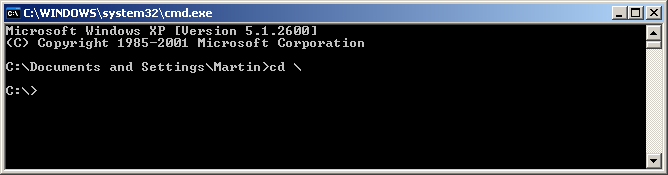 C:\WINDOWS\system32\cmd.exe
Microsoft Windows XP [Version 5.1.2600]
(C) Copyright 1985-2001 Microsoft Corporation
C:\Documents and Settings\Martin>cd \
C:\>